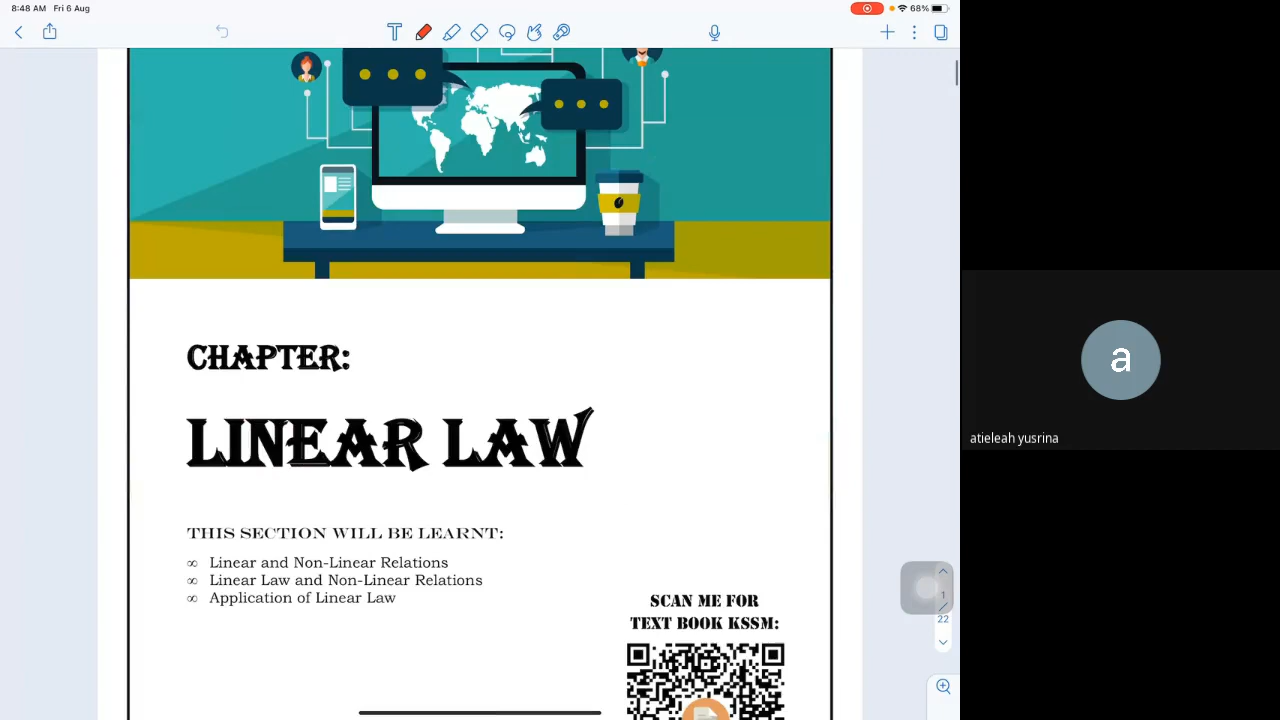 8:48 AM Fri 6 Aug
68%
CHAPTER:
LINEAR LAW
THIS SECTION WILL BE LEARNT:
∞ Linear and Non-Linear Relations
∞ Linear Law and Non-Linear Relations
∞ Application of Linear Law
SCAN ME FOR
TEXT BOOK KSSM:
1
/
22
a
atieleah yusrina